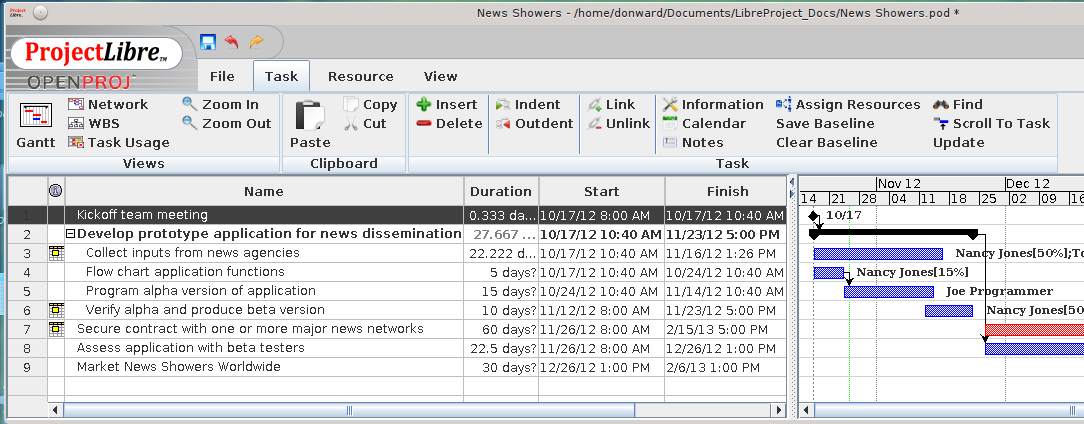 News Showers - /home/donward/Documents/LibreProject_Docs/News Showers.pod *
Project Libre.
ProjectLibre™
OPENPROJ
File Task Resource View
Gantt
Network
WBS
Task Usage
Zoom In
Zoom Out
Views
Paste
Copy
Cut
Clipboard
Insert
Delete
Indent
Outdent
Link
Unlink
Information
Calendar
Notes
Assign Resources
Save Baseline
Clear Baseline
Find
Scroll To Task
Update
Task
Name Duration Start Finish
1 Kickoff team meeting 0.333 da... 10/17/12 8:00 AM 10/17/12 10:40 AM
2 Develop prototype application for news dissemination 27.667 ... 10/17/12 10:40 AM 11/23/12 5:00 PM
3 Collect inputs from news agencies 22.222 d... 10/17/12 10:40 AM 11/16/12 1:26 PM
4 Flow chart application functions 5 days? 10/17/12 10:40 AM 10/24/12 10:40 AM
5 Program alpha version of application 15 days? 10/24/12 10:40 AM 11/14/12 10:40 AM
6 Verify alpha and produce beta version 10 days? 11/12/12 8:00 AM 11/23/12 5:00 PM
7 Secure contract with one or more major news networks 60 days? 11/26/12 8:00 AM 2/15/13 5:00 PM
8 Assess application with beta testers 22.5 days? 11/26/12 8:00 AM 12/26/12 1:00 PM
9 Market News Showers Worldwide 30 days? 12/26/12 1:00 PM 2/6/13 1:00 PM
Nov 12 Dec 12
14 21 28 04 11 18 25 02 09 16
10/17
Nancy Jones[50%];To
Nancy Jones[15%]
Joe Programmer
Nancy Jones[50